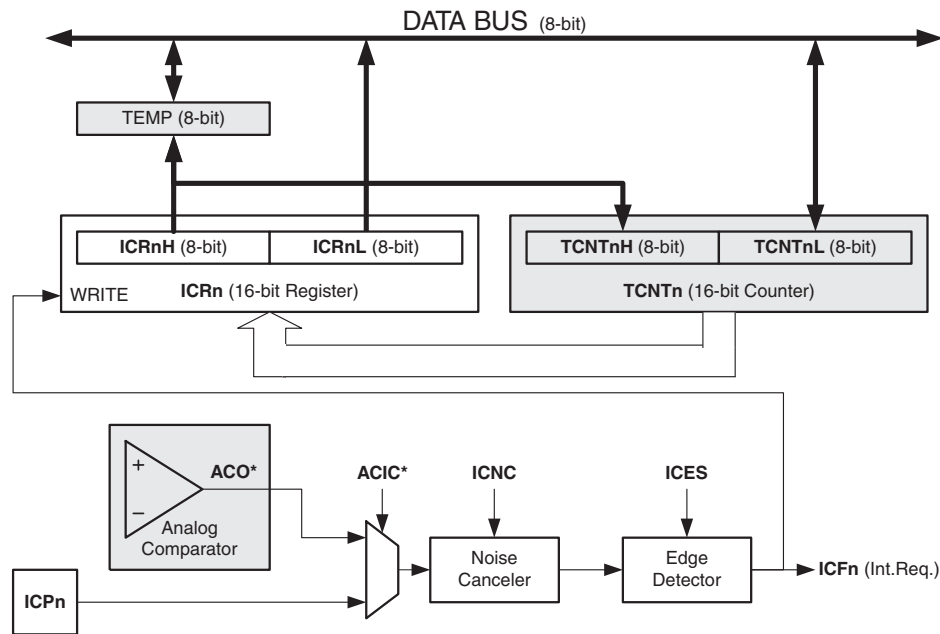 DATA BUS (8-bit)
TEMP (8-bit)
ICRnH (8-bit)
ICRnL (8-bit)
TCNTnH (8-bit)
TCNTnL (8-bit)
WRITE
ICRn (16-bit Register)
TCNTn (16-bit Counter)
+
−
ACO*
Analog
Comparator
ACIC*
ICNC
ICES
Noise
Canceler
Edge
Detector
ICFn (Int.Req.)
ICPn